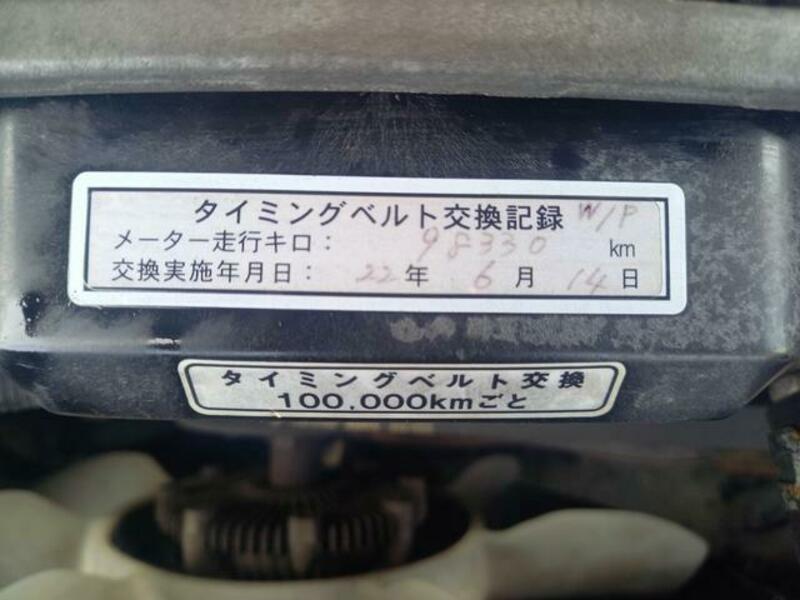 タイミングベルト交換記録 W/P
メーター走行キロ： 98330 km
交換実施年月日： 22年 6月 14日
タイミングベルト交換
100,000kmごと